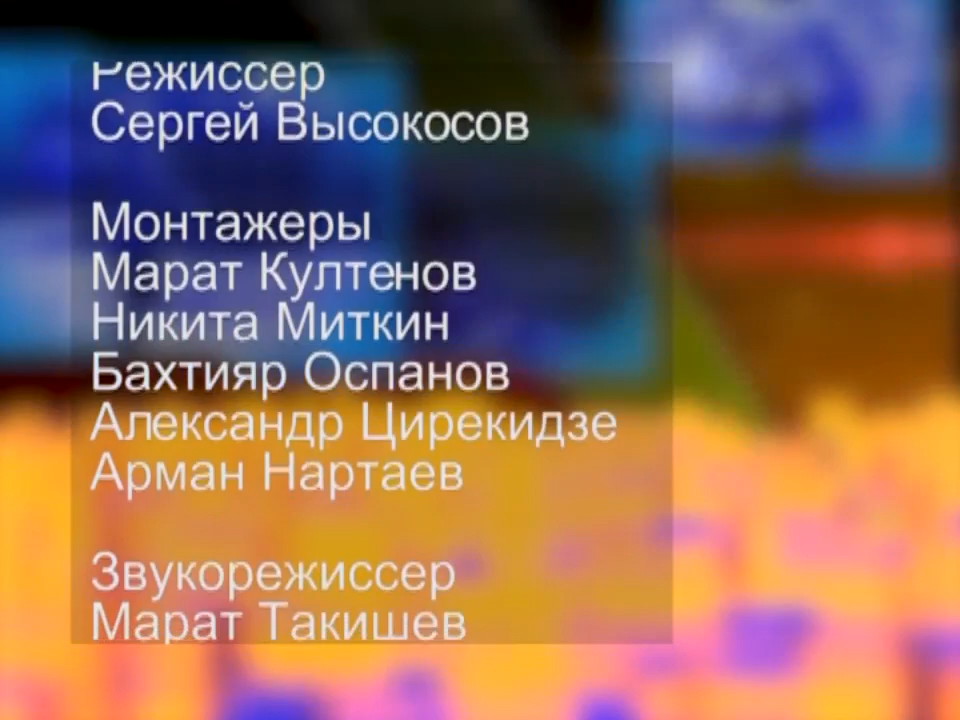 Режиссер
Сергей Высокосов
Монтажеры
Марат Култенов
Никита Миткин
Бахтияр Оспанов
Александр Цирекидзе
Арман Нартаев
Звукорежиссер
Марат Такишев